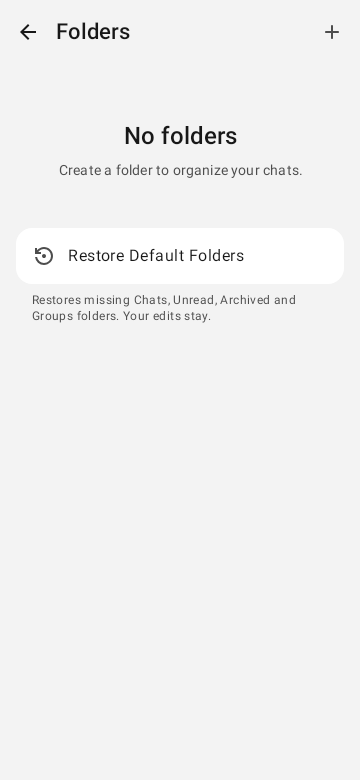 Folders
No folders
Create a folder to organize your chats.
Restore Default Folders
Restores missing Chats, Unread, Archived and
Groups folders. Your edits stay.